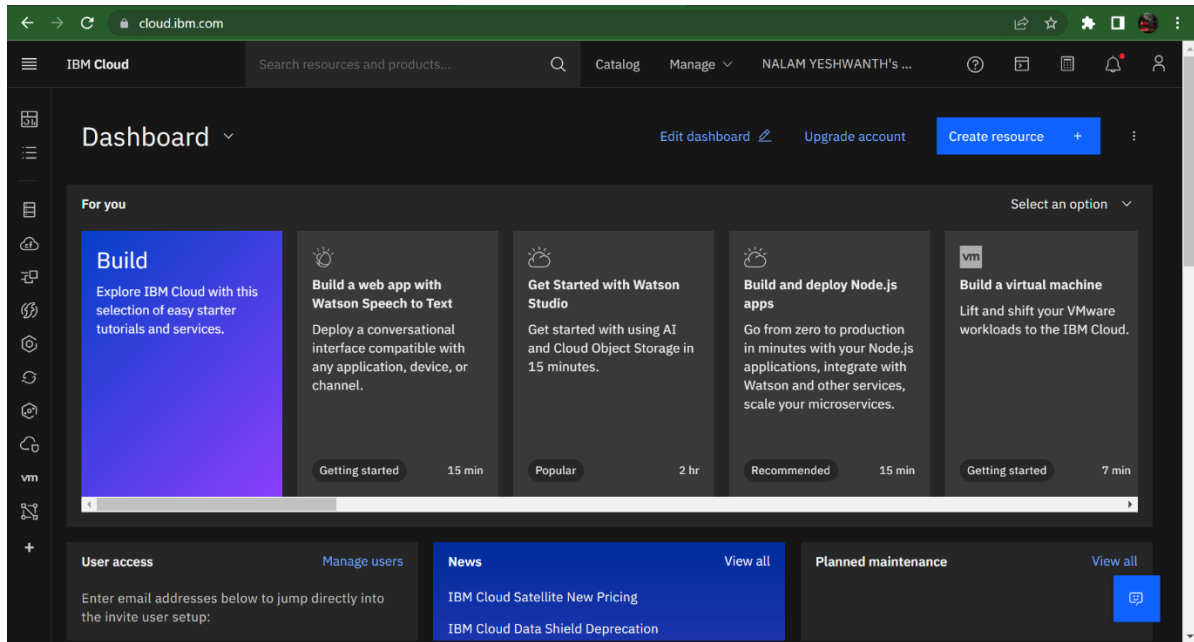 cloud.ibm.com
IBM Cloud
Search resources and products...
Catalog
Manage
NALAM YESHWANTH's ...
Dashboard
Edit dashboard
Upgrade account
Create resource +
For you
Select an option
Build
Explore IBM Cloud with this
selection of easy starter
tutorials and services.
Build a web app with
Watson Speech to Text
Deploy a conversational
interface compatible with
any application, device, or
channel.
Getting started
15 min
Get Started with Watson
Studio
Get started with using AI
and Cloud Object Storage in
15 minutes.
Popular
2 hr
Build and deploy Node.js
apps
Go from zero to production
in minutes with your Node.js
applications, integrate with
Watson and other services,
scale your microservices.
Recommended
15 min
vm
Build a virtual machine
Lift and shift your VMware
workloads to the IBM Cloud.
Getting started
7 min
vm
User access
Manage users
Enter email addresses below to jump directly into
the invite user setup:
News
View all
IBM Cloud Satellite New Pricing
IBM Cloud Data Shield Deprecation
Planned maintenance
View all